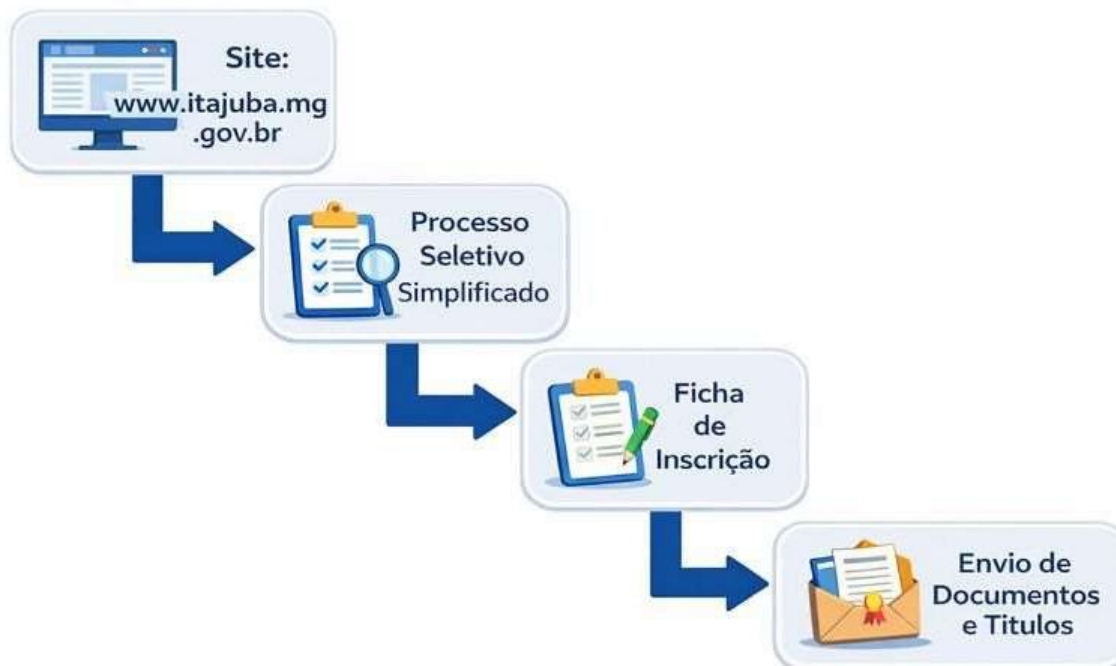 Site:
www.itajuba.mg
.gov.br
Processo
Seletivo
Simplificado
Ficha
de
Inscrição
Envio de
Documentos
e Titulos